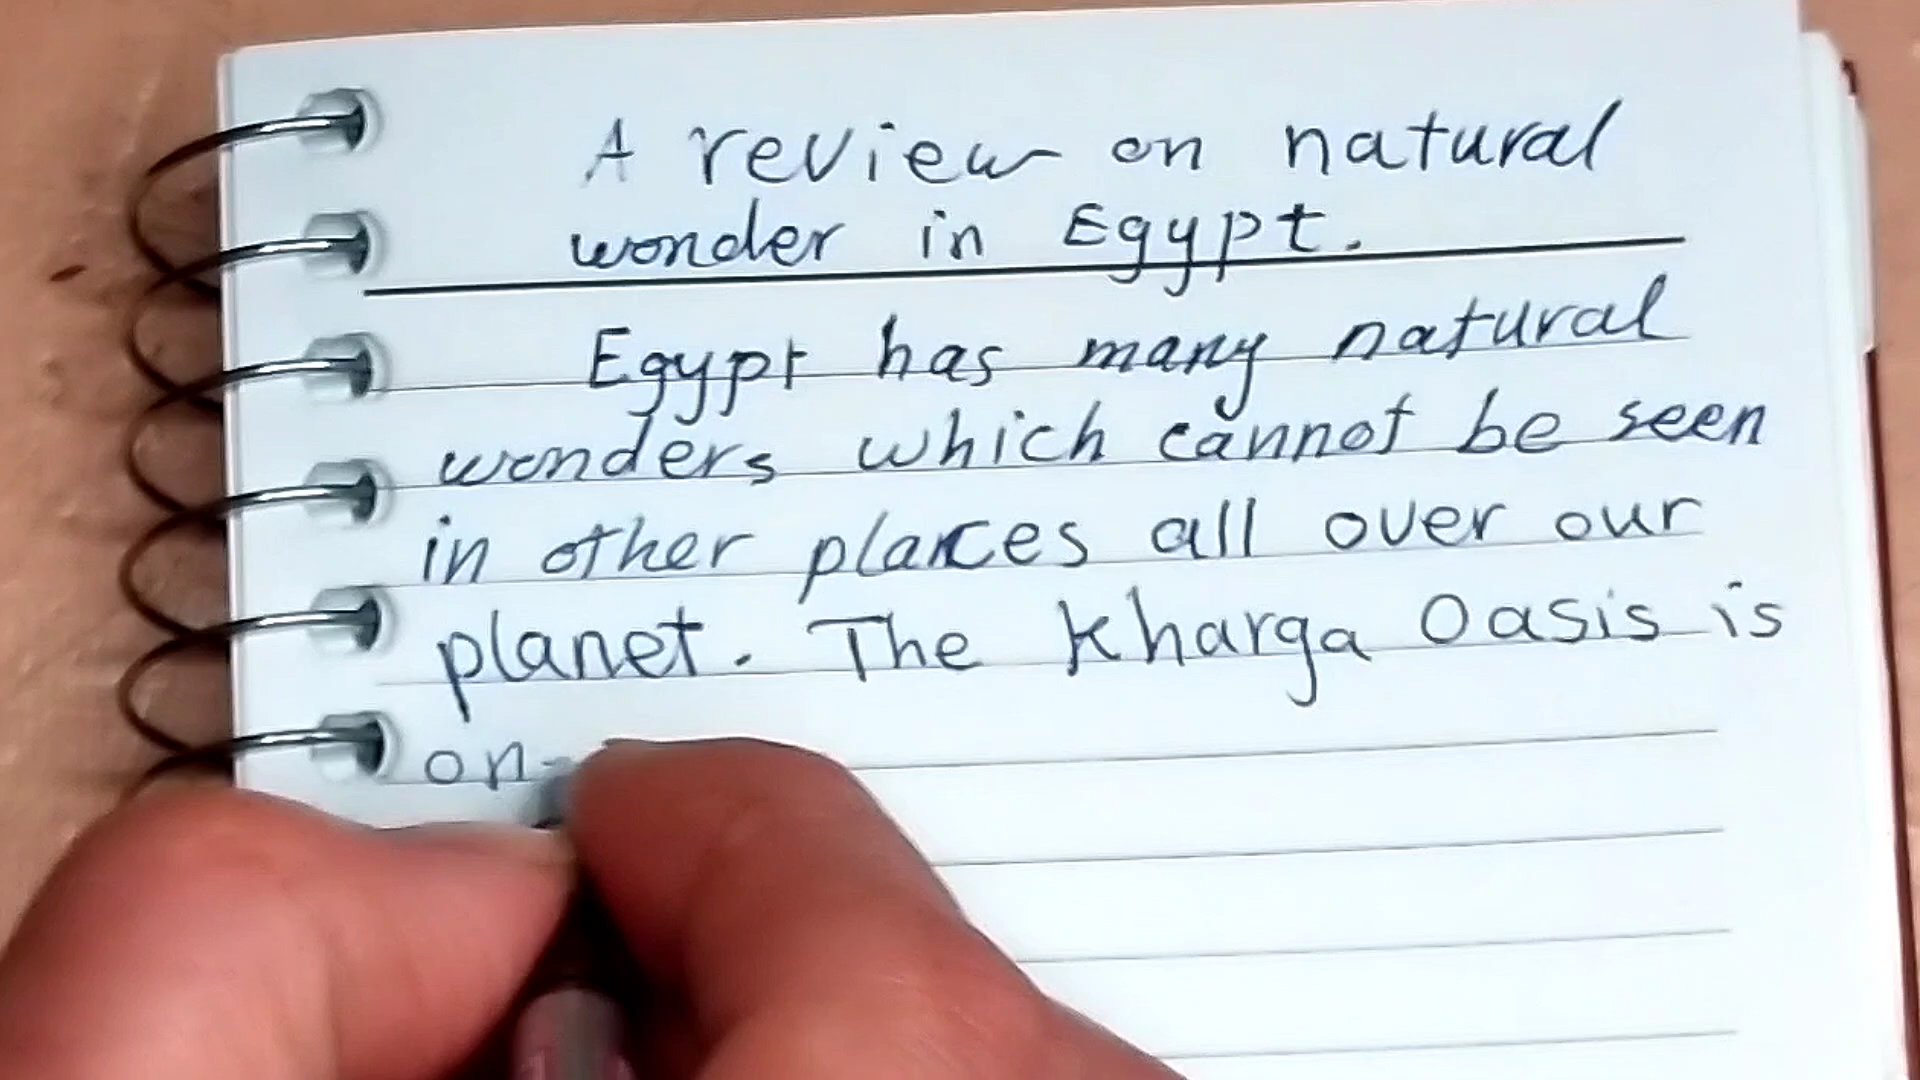 A review on natural
wonder in Egypt.
Egypt has many natural
wonders which cannot be seen
in other places all over our
planet. The Kharga Oasis is
on